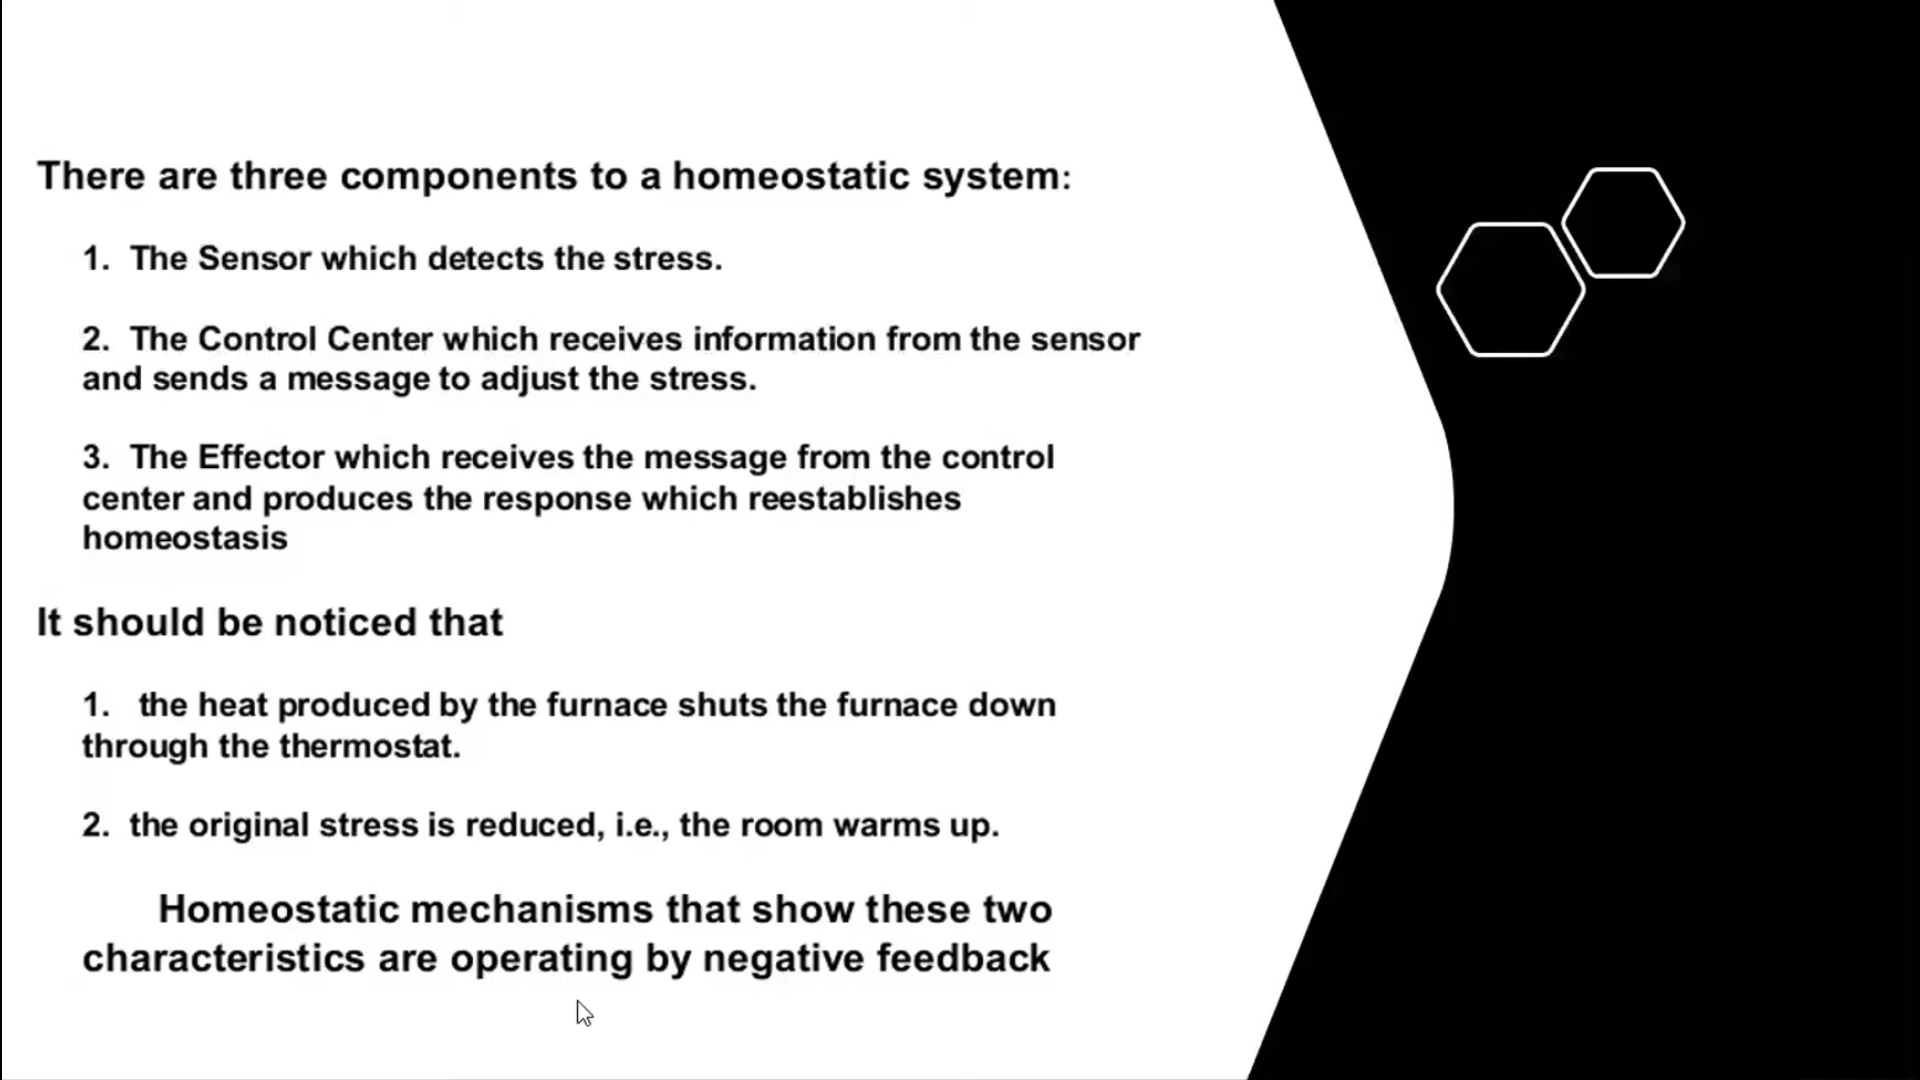 There are three components to a homeostatic system:
1. The Sensor which detects the stress.
2. The Control Center which receives information from the sensor
and sends a message to adjust the stress.
3. The Effector which receives the message from the control
center and produces the response which reestablishes
homeostasis
It should be noticed that
1. the heat produced by the furnace shuts the furnace down
through the thermostat.
2. the original stress is reduced, i.e., the room warms up.
Homeostatic mechanisms that show these two
characteristics are operating by negative feedback